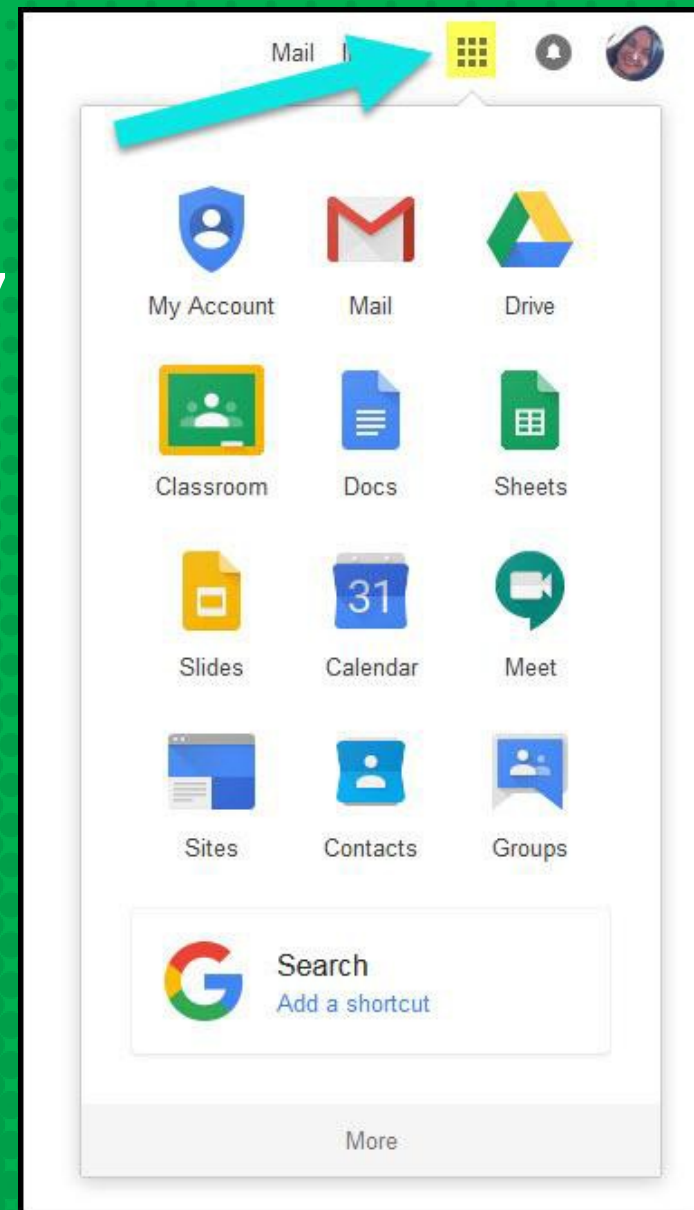 Mail
My Account Mail Drive
Classroom Docs Sheets
31
Slides Calendar Meet
Sites Contacts Groups
Search
Add a shortcut
More